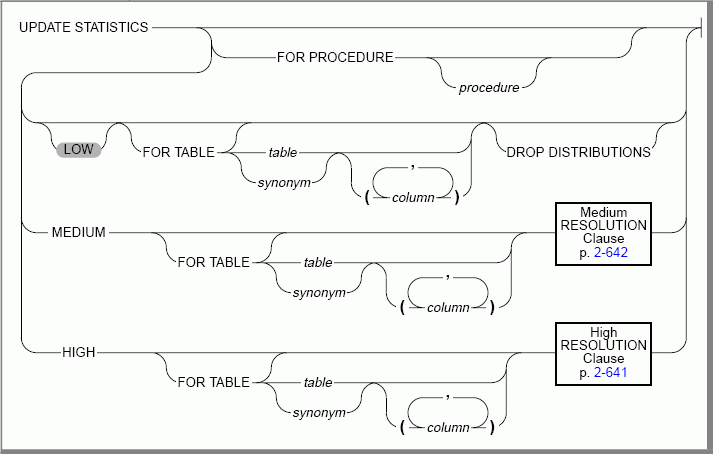 UPDATE STATISTICS
FOR PROCEDURE
procedure
LOW
FOR TABLE
table
synonym
(
,
column
)
DROP DISTRIBUTIONS
MEDIUM
FOR TABLE
table
synonym
(
,
column
)
Medium
RESOLUTION
Clause
p. 2-642
HIGH
FOR TABLE
table
synonym
(
,
column
)
High
RESOLUTION
Clause
p. 2-641